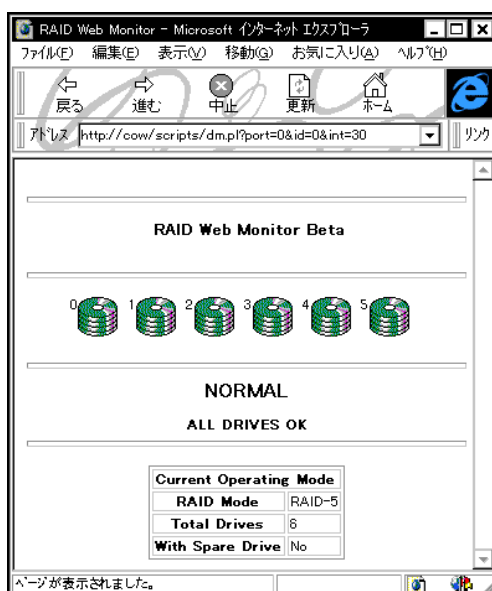 RAID Web Monitor - Microsoft インターネット エクスプローラ
ファイル(F) 編集(E) 表示(V) 移動(G) お気に入り(A) ヘルプ(H)
戻る 進む 中止 更新 ホーム
アドレス http://cow/scripts/dm.pl?port=0&id=0&int=30 リンク
RAID Web Monitor Beta
0 1 2 3 4 5
NORMAL
ALL DRIVES OK
Current Operating Mode
RAID Mode RAID-5
Total Drives 6
With Spare Drive No
ページが表示されました。